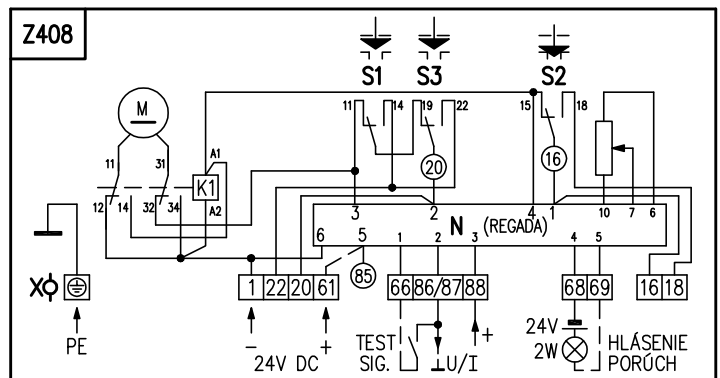 Z408
S1 S3 S2
M
11 14 19 22 15 18
20 16
11 31 A1
K1
12 14 32 34 A2
3 2 4 1 10 7 6
N (REGADA)
6 5 1 2 3 4 5
85
X
1 22 20 61 66 86/87 88 68 69 16 18
PE
- +
24V DC
TEST
SIG.
U/I
+
24V
2W
HLÁSENIE
PORÚCH